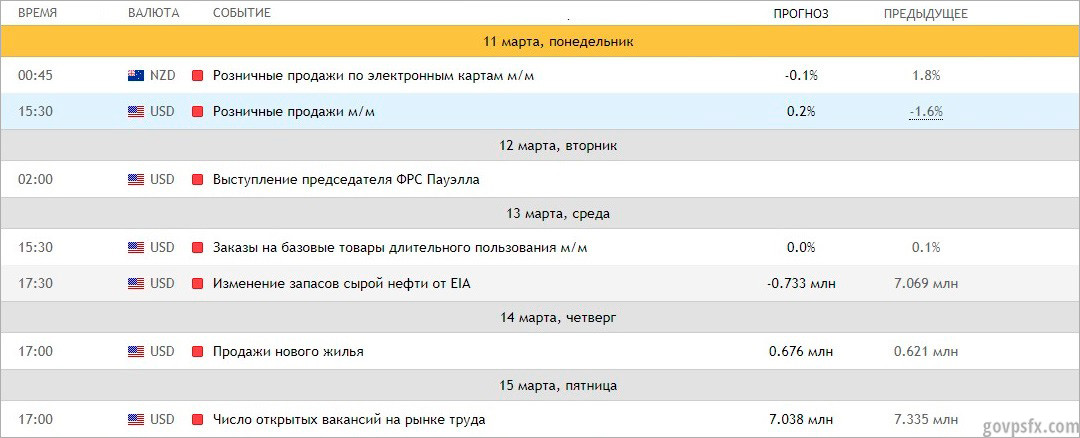 ВРЕМЯ ВАЛЮТА СОБЫТИЕ ПРОГНОЗ ПРЕДЫДУЩЕЕ
11 марта, понедельник
00:45 NZD Розничные продажи по электронным картам м/м -0.1% 1.8%
15:30 USD Розничные продажи м/м 0.2% -1.6%
12 марта, вторник
02:00 USD Выступление председателя ФРС Пауэлла
13 марта, среда
15:30 USD Заказы на базовые товары длительного пользования м/м 0.0% 0.1%
17:30 USD Изменение запасов сырой нефти от EIA -0.733 млн 7.069 млн
14 марта, четверг
17:00 USD Продажи нового жилья 0.676 млн 0.621 млн
15 марта, пятница
17:00 USD Число открытых вакансий на рынке труда 7.038 млн 7.335 млн
govpsfx.com